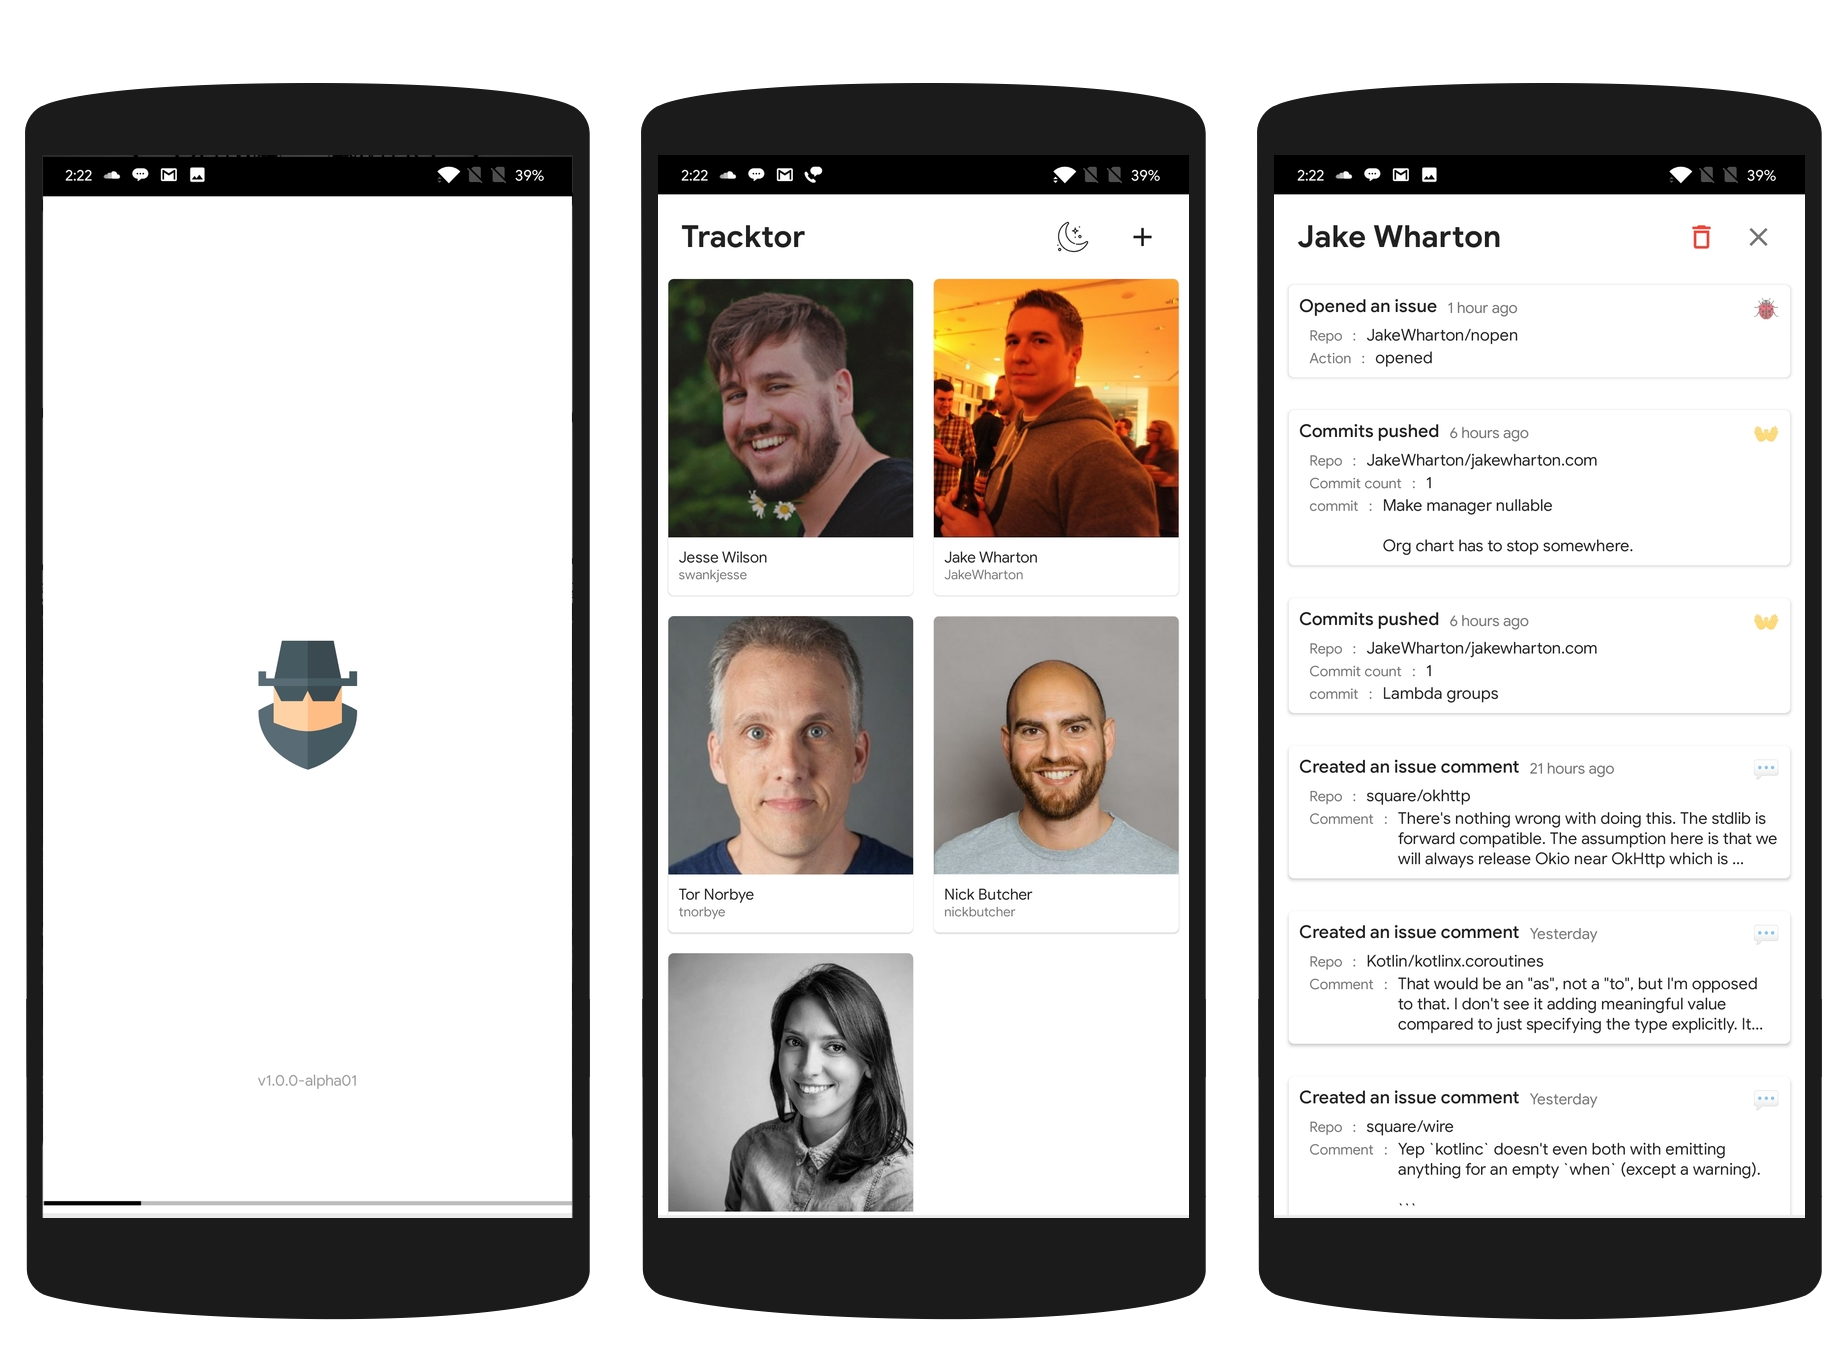 2:22
39%
v1.0.0-alpha01
2:22
39%
Tracktor
+
Jesse Wilson
swankjesse
Jake Wharton
JakeWharton
Tor Norbye
tnorbye
Nick Butcher
nickbutcher
2:22
39%
Jake Wharton
Opened an issue 1 hour ago
Repo : JakeWharton/nopen
Action : opened
Commits pushed 6 hours ago
Repo : JakeWharton/jakewharton.com
Commit count : 1
commit : Make manager nullable
Org chart has to stop somewhere.
Commits pushed 6 hours ago
Repo : JakeWharton/jakewharton.com
Commit count : 1
commit : Lambda groups
Created an issue comment 21 hours ago
Repo : square/okhttp
Comment : There's nothing wrong with doing this. The stdlib is
forward compatible. The assumption here is that we
will always release Okio near OkHttp which is ...
Created an issue comment Yesterday
Repo : Kotlin/kotlinx.coroutines
Comment : That would be an "as", not a "to", but I'm opposed
to that. I don't see it adding meaningful value
compared to just specifying the type explicitly. It...
Created an issue comment Yesterday
Repo : square/wire
Comment : Yep `kotlinc` doesn't even both with emitting
anything for an empty `when` (except a warning).
```